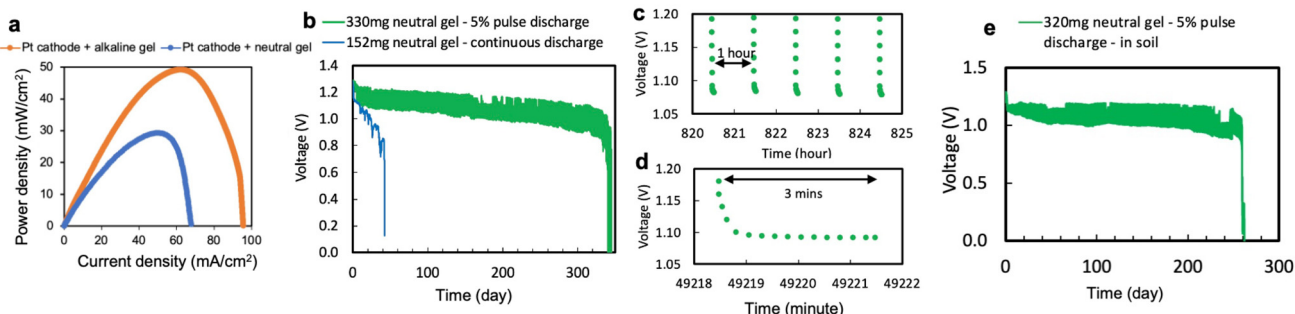 a
Pt cathode + alkaline gel
Pt cathode + neutral gel
Power density (mW/cm²)
50
40
30
20
10
0
0 20 40 60 80 100
Current density (mA/cm²)
b
330mg neutral gel - 5% pulse discharge
152mg neutral gel - continuous discharge
Voltage (V)
1.4
1.2
1.0
0.8
0.6
0.4
0.2
0.0
0 100 200 300
Time (day)
c
Voltage (V)
1.20
1.15
1.10
1.05
1 hour
820 821 822 823 824 825
Time (hour)
d
Voltage (V)
1.20
1.15
1.10
1.05
3 mins
49218 49219 49220 49221 49222
Time (minute)
e
320mg neutral gel - 5% pulse
discharge - in soil
Voltage (V)
1.5
1.0
0.5
0.0
0 100 200 300
Time (day)